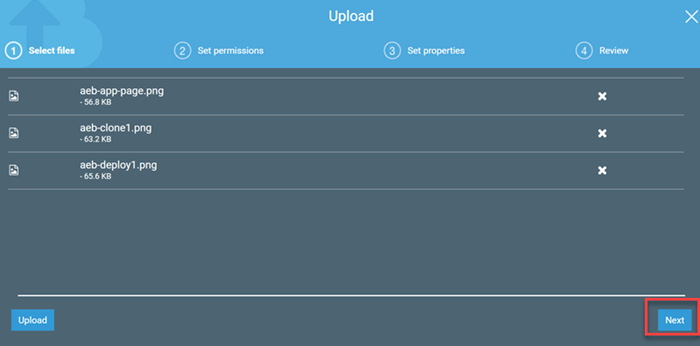 Upload
1 Select files
2 Set permissions
3 Set properties
4 Review
aeb-app-page.png
- 56.8 KB
aeb-clone1.png
- 63.2 KB
aeb-deploy1.png
- 65.6 KB
Upload
Next